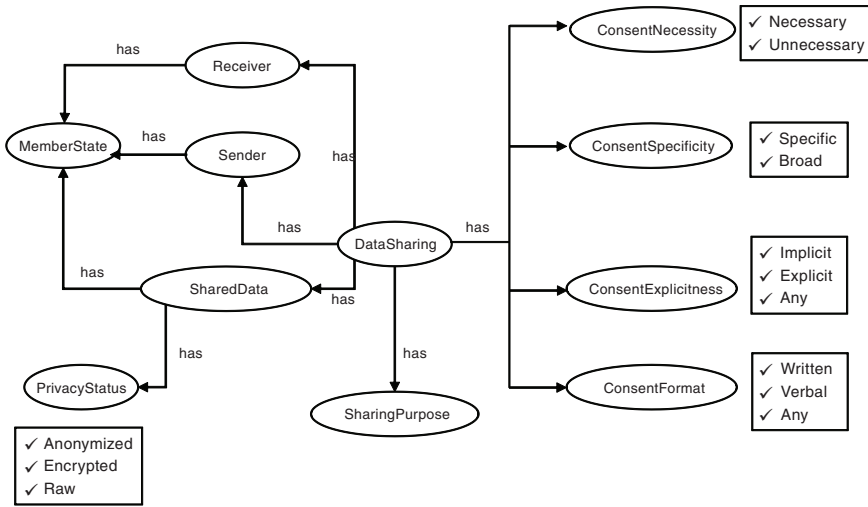 ConsentNecessity
✓ Necessary
✓ Unnecessary
has
Receiver
MemberState
has
Sender
has
ConsentSpecificity
✓ Specific
✓ Broad
has
DataSharing
has
has
SharedData
has
ConsentExplicitness
✓ Implicit
✓ Explicit
✓ Any
has
has
PrivacyStatus
has
SharingPurpose
ConsentFormat
✓ Written
✓ Verbal
✓ Any
✓ Anonymized
✓ Encrypted
✓ Raw